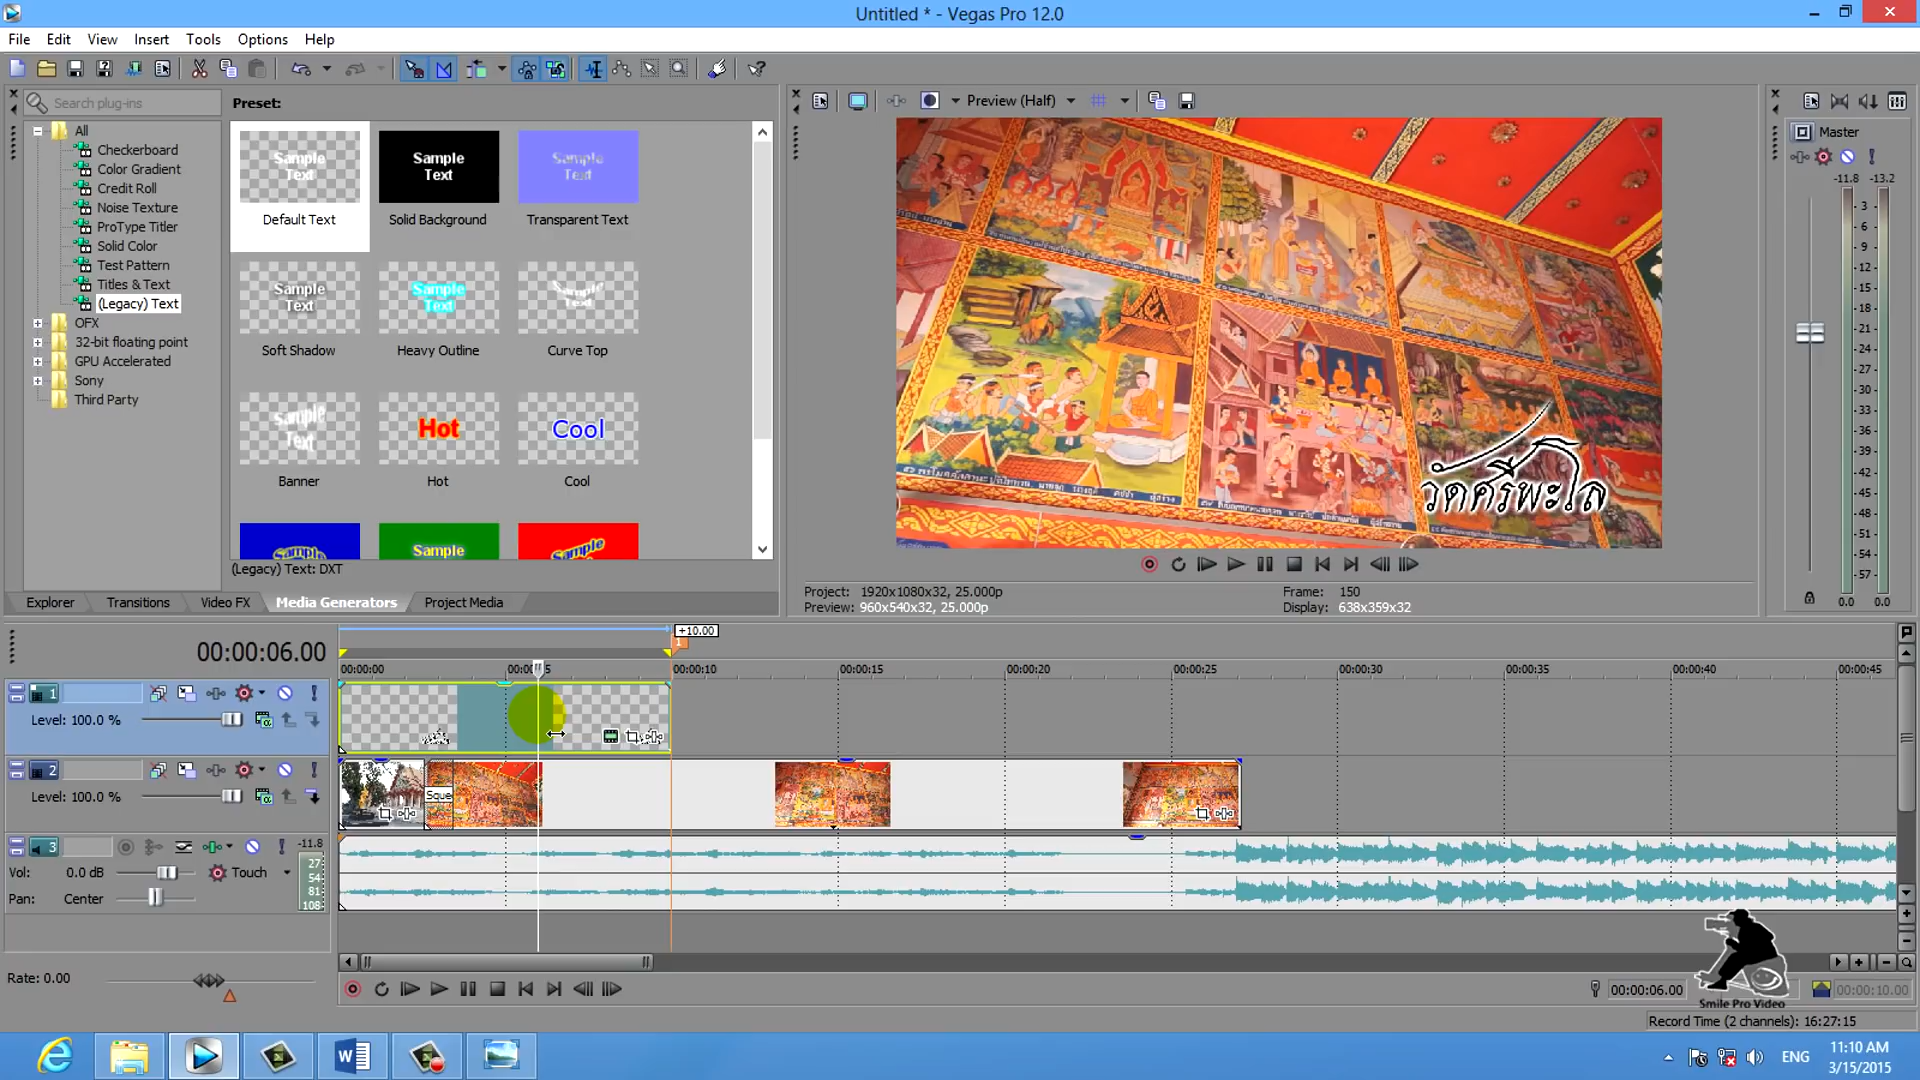 Untitled * - Vegas Pro 12.0
File Edit View Insert Tools Options Help
Search plug-ins
All
Checkerboard
Color Gradient
Credit Roll
Noise Texture
ProType Titler
Solid Color
Test Pattern
Titles & Text
(Legacy) Text
OFX
32-bit floating point
GPU Accelerated
Sony
Third Party
Preset:
Sample Text
Sample Text
Sample Text
Default Text
Solid Background
Transparent Text
Sample Text
Sample Text
Sample Text
Soft Shadow
Heavy Outline
Curve Top
Sample Text
Hot
Cool
Banner
Hot
Cool
Sample
Sample
Sample
(Legacy) Text: DXT
Explorer Transitions Video FX Media Generators Project Media
Preview (Half)
วัดศรีพะโล
Project: 1920x1080x32, 25.000p
Preview: 960x540x32, 25.000p
Frame: 150
Display: 638x359x32
Master
-11.8 -13.2
3
6
9
12
15
18
21
24
27
30
33
36
39
42
45
48
51
54
57
0.0 0.0
00:00:06.00
+10.00
1
00:00:00 00:00:05 00:00:10 00:00:15 00:00:20 00:00:25 00:00:30 00:00:35 00:00:40 00:00:45
1
Level: 100.0 %
2
Level: 100.0 %
Sque
3
-11.8
Vol: 0.0 dB Touch
Pan: Center
27
54
81
108
Rate: 0.00
Smile Pro Video
00:00:06.00 00:00:10.00
Record Time (2 channels): 16:27:15
ENG
11:10 AM
3/15/2015